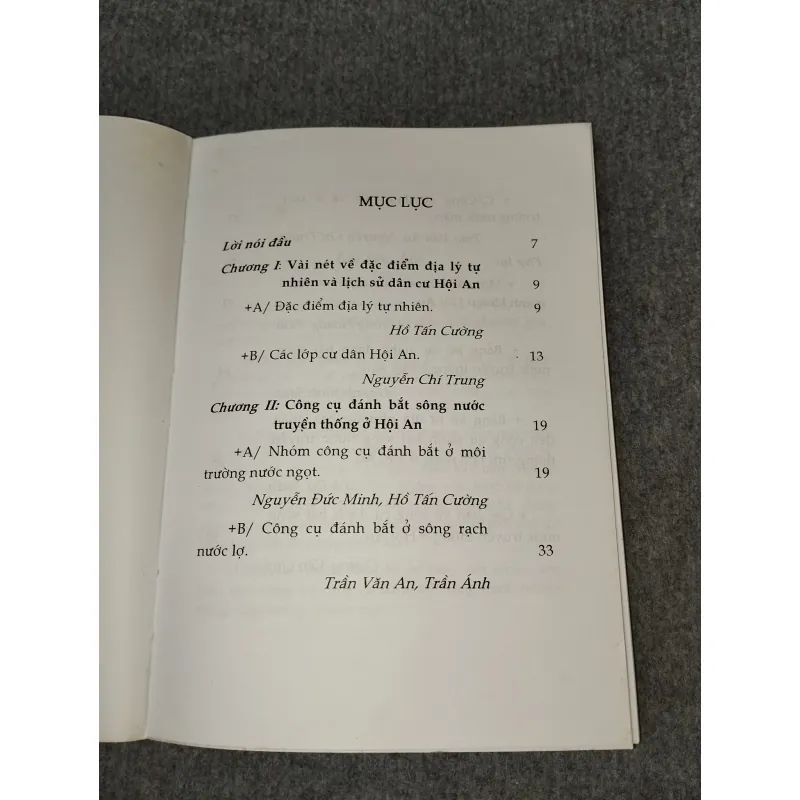 MỤC LỤC
Lời nói đầu 7
Chương I: Vài nét về đặc điểm địa lý tự
nhiên và lịch sử dân cư Hội An 9
+A/ Đặc điểm địa lý tự nhiên. 9
Hồ Tấn Cường
+B/ Các lớp cư dân Hội An. 13
Nguyễn Chí Trung
Chương II: Công cụ đánh bắt sông nước
truyền thống ở Hội An 19
+A/ Nhóm công cụ đánh bắt ở môi
trường nước ngọt. 19
Nguyễn Đức Minh, Hồ Tấn Cường
+B/ Công cụ đánh bắt ở sông rạch
nước lợ. 33
Trần Văn An, Trần Ánh